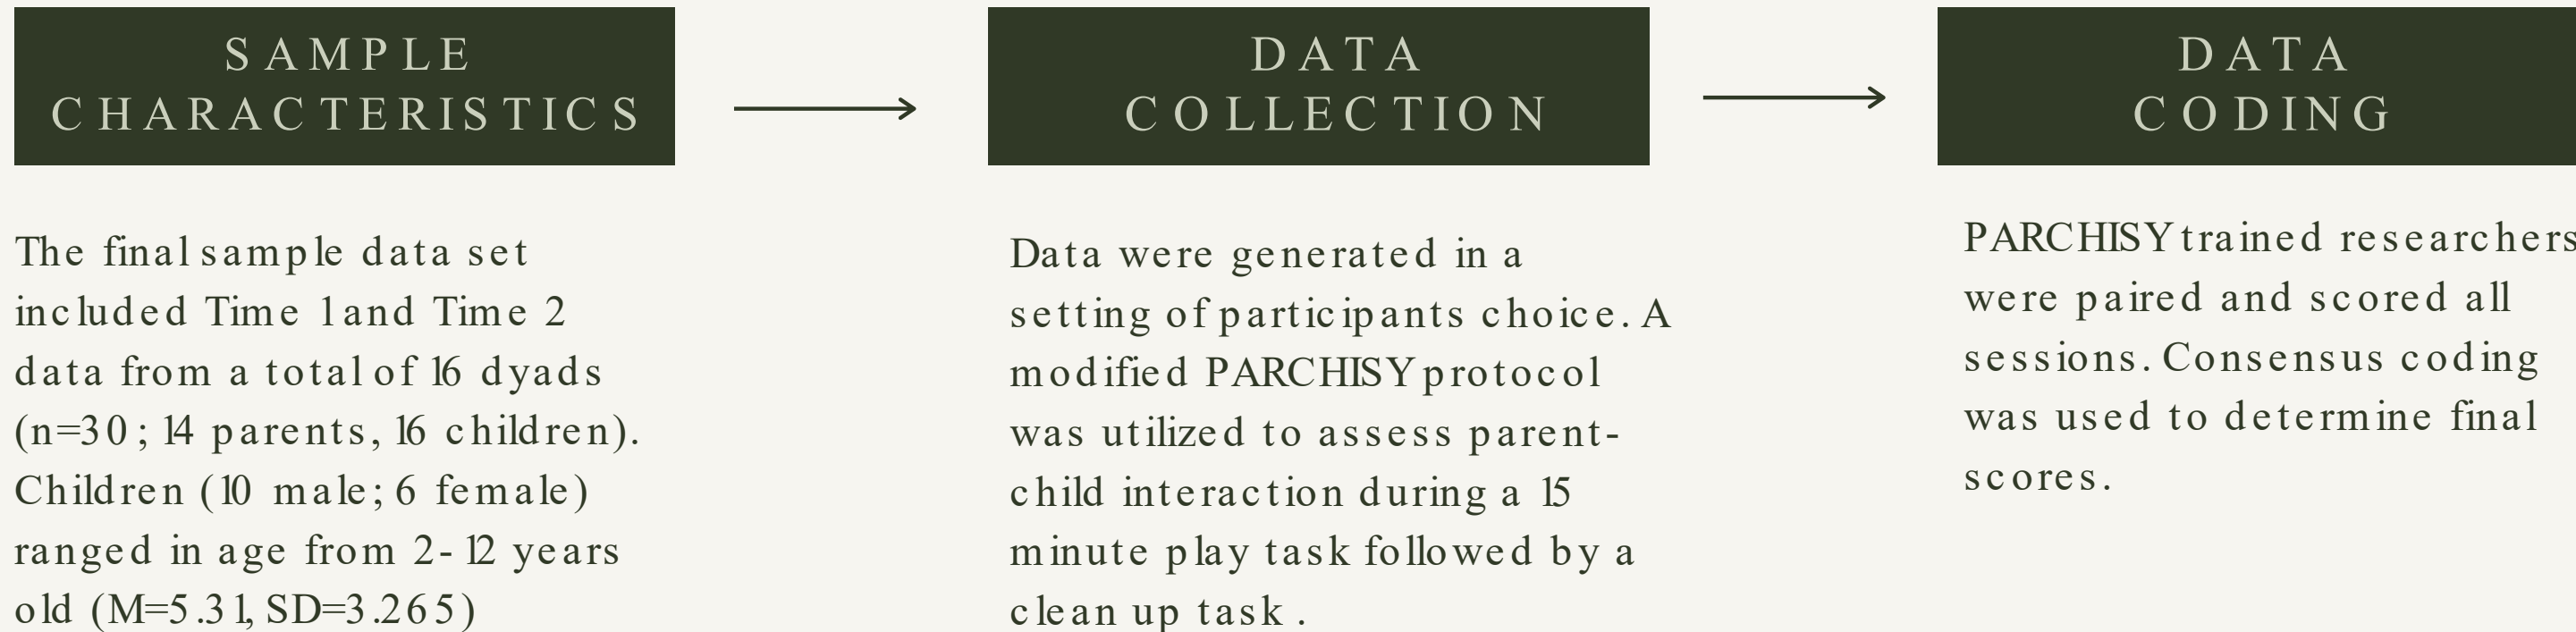 SAMPLE
CHARACTERISTICS
The final sample data set
included Time 1 and Time 2
data from a total of 16 dyads
(n=30; 14 parents, 16 children).
Children (10 male; 6 female)
ranged in age from 2-12 years
old (M=5.31, SD=3.265)
DATA
COLLECTION
Data were generated in a
setting of participants choice. A
modified PARCHISY protocol
was utilized to assess parent-
child interaction during a 15
minute play task followed by a
clean up task.
DATA
CODING
PARCHISY trained researchers
were paired and scored all
sessions. Consensus coding
was used to determine final
scores.